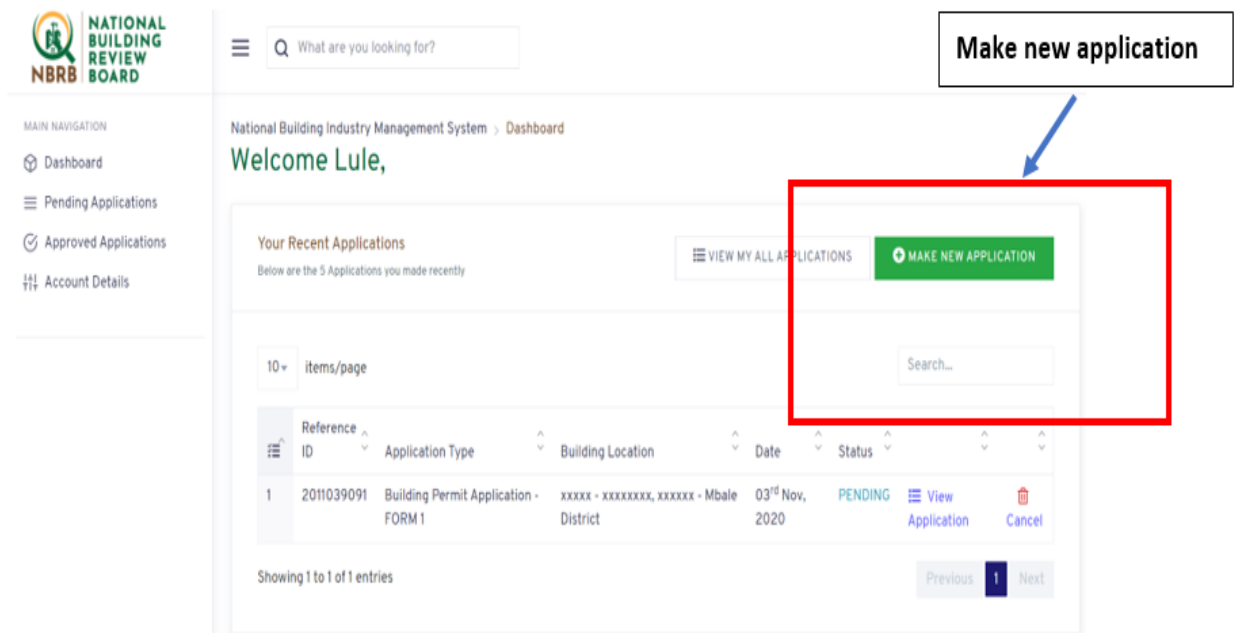 NATIONAL
BUILDING
REVIEW
BOARD
NBRB
What are you looking for?
Make new application
MAIN NAVIGATION
Dashboard
Pending Applications
Approved Applications
Account Details
National Building Industry Management System > Dashboard
Welcome Lule,
Your Recent Applications
Below are the 5 Applications you made recently
VIEW MY ALL APPLICATIONS
MAKE NEW APPLICATION
10 items/page
Search...
Reference
ID Application Type Building Location Date Status
1 2011039091 Building Permit Application - xxxxx - xxxxxxxx, xxxxxx - Mbale 03rd Nov, PENDING View
FORM 1 District 2020 Application Cancel
Showing 1 to 1 of 1 entries
Previous 1 Next